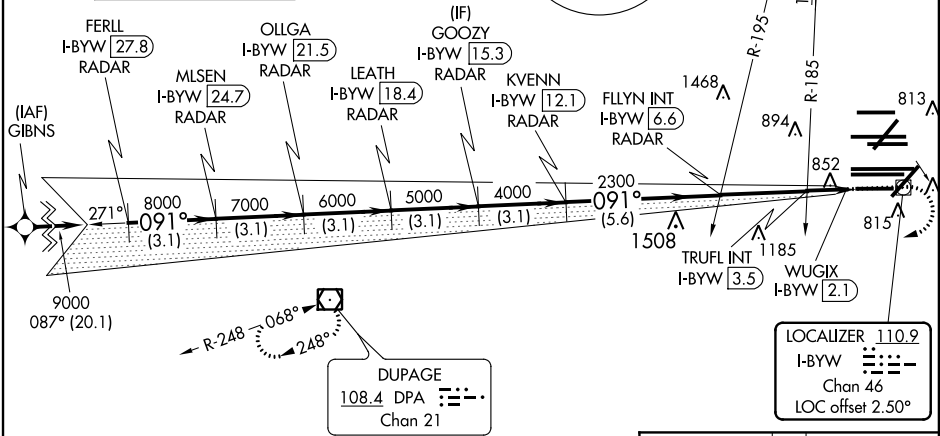 FERLL
I-BYW 27.8
RADAR
MLSEN
I-BYW 24.7
RADAR
OLLGA
I-BYW 21.5
RADAR
LEATH
I-BYW 18.4
RADAR
(IF)
GOOZY
I-BYW 15.3
RADAR
KVENN
I-BYW 12.1
RADAR
FLLYN INT
I-BYW 6.6
RADAR
R-195
R-185
1468
894
813
852
815
(IAF)
GIBNS
271°
8000
091°
(3.1)
7000
(3.1)
6000
(3.1)
5000
(3.1)
4000
(3.1)
2300
091°
(5.6)
1508
1185
TRUFL INT
I-BYW 3.5
WUGIX
I-BYW 2.1
9000
087° (20.1)
R-248
068°
248°
DUPAGE
108.4 DPA
Chan 21
LOCALIZER 110.9
I-BYW
Chan 46
LOC offset 2.50°